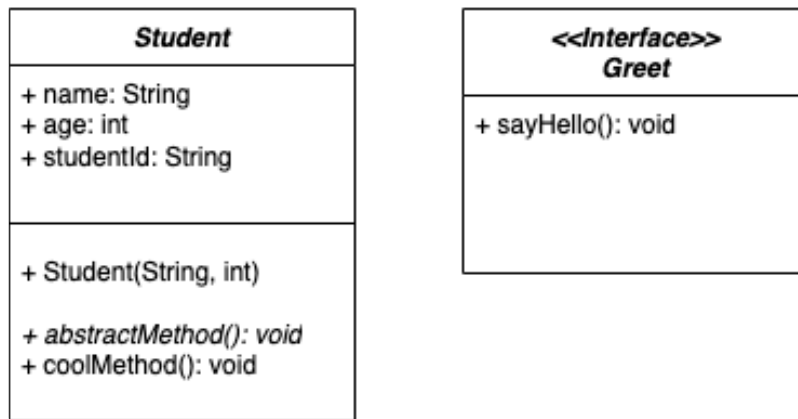 Student
+ name: String
+ age: int
+ studentId: String
+ Student(String, int)
+ abstractMethod(): void
+ coolMethod(): void
<<Interface>>
Greet
+ sayHello(): void